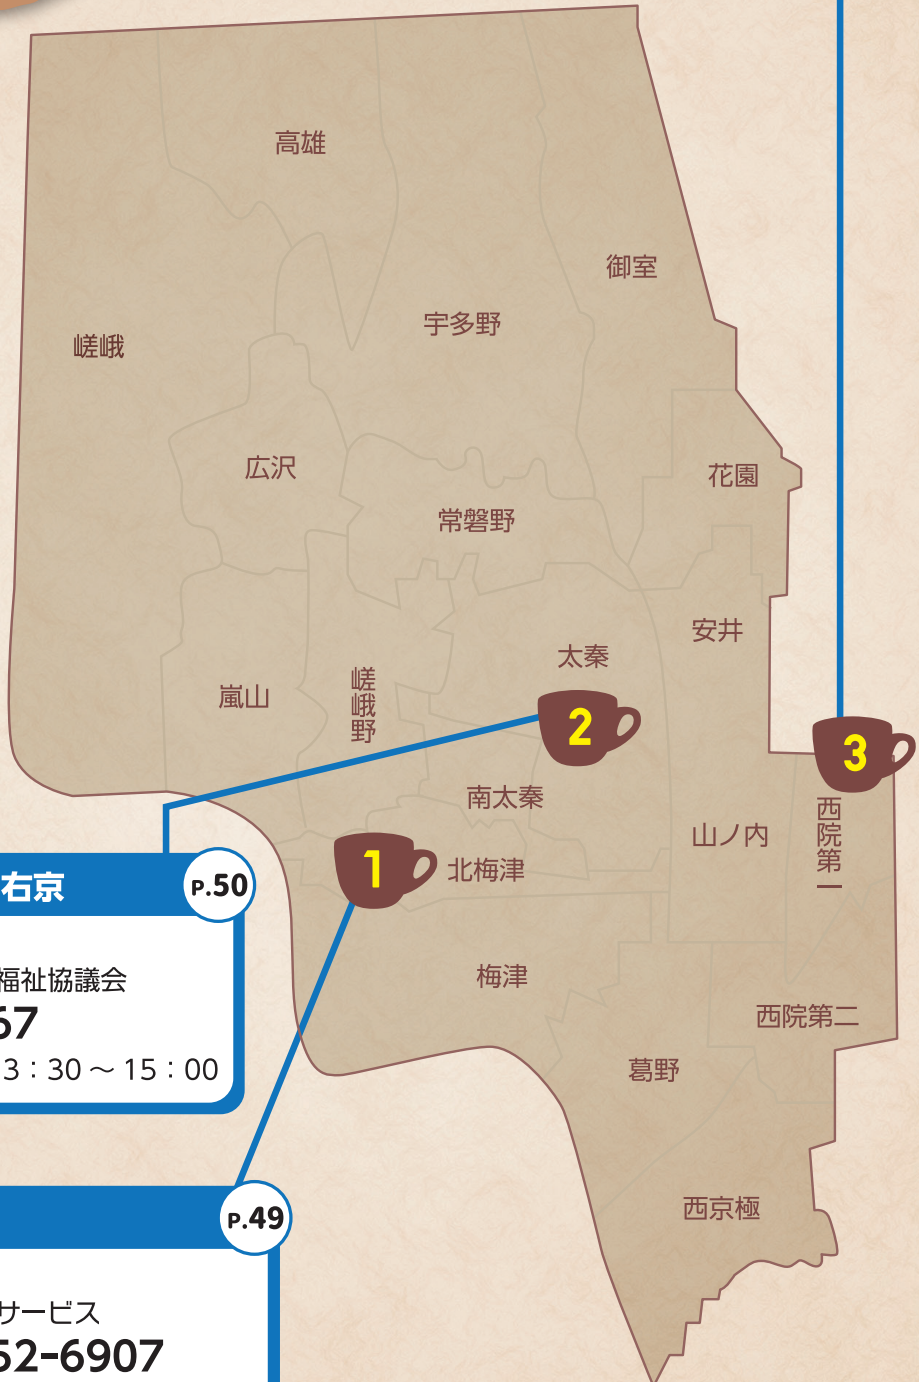 高雄
御室
宇多野
嵯峨
広沢
花園
常磐野
安井
太秦
嵐山
嵯峨野
2
3
南太秦
西院第一
山ノ内
1
北梅津
右京
P.50
福祉協議会
67
3:30〜15:00
梅津
西院第二
葛野
西京極
P.49
サービス
52-6907